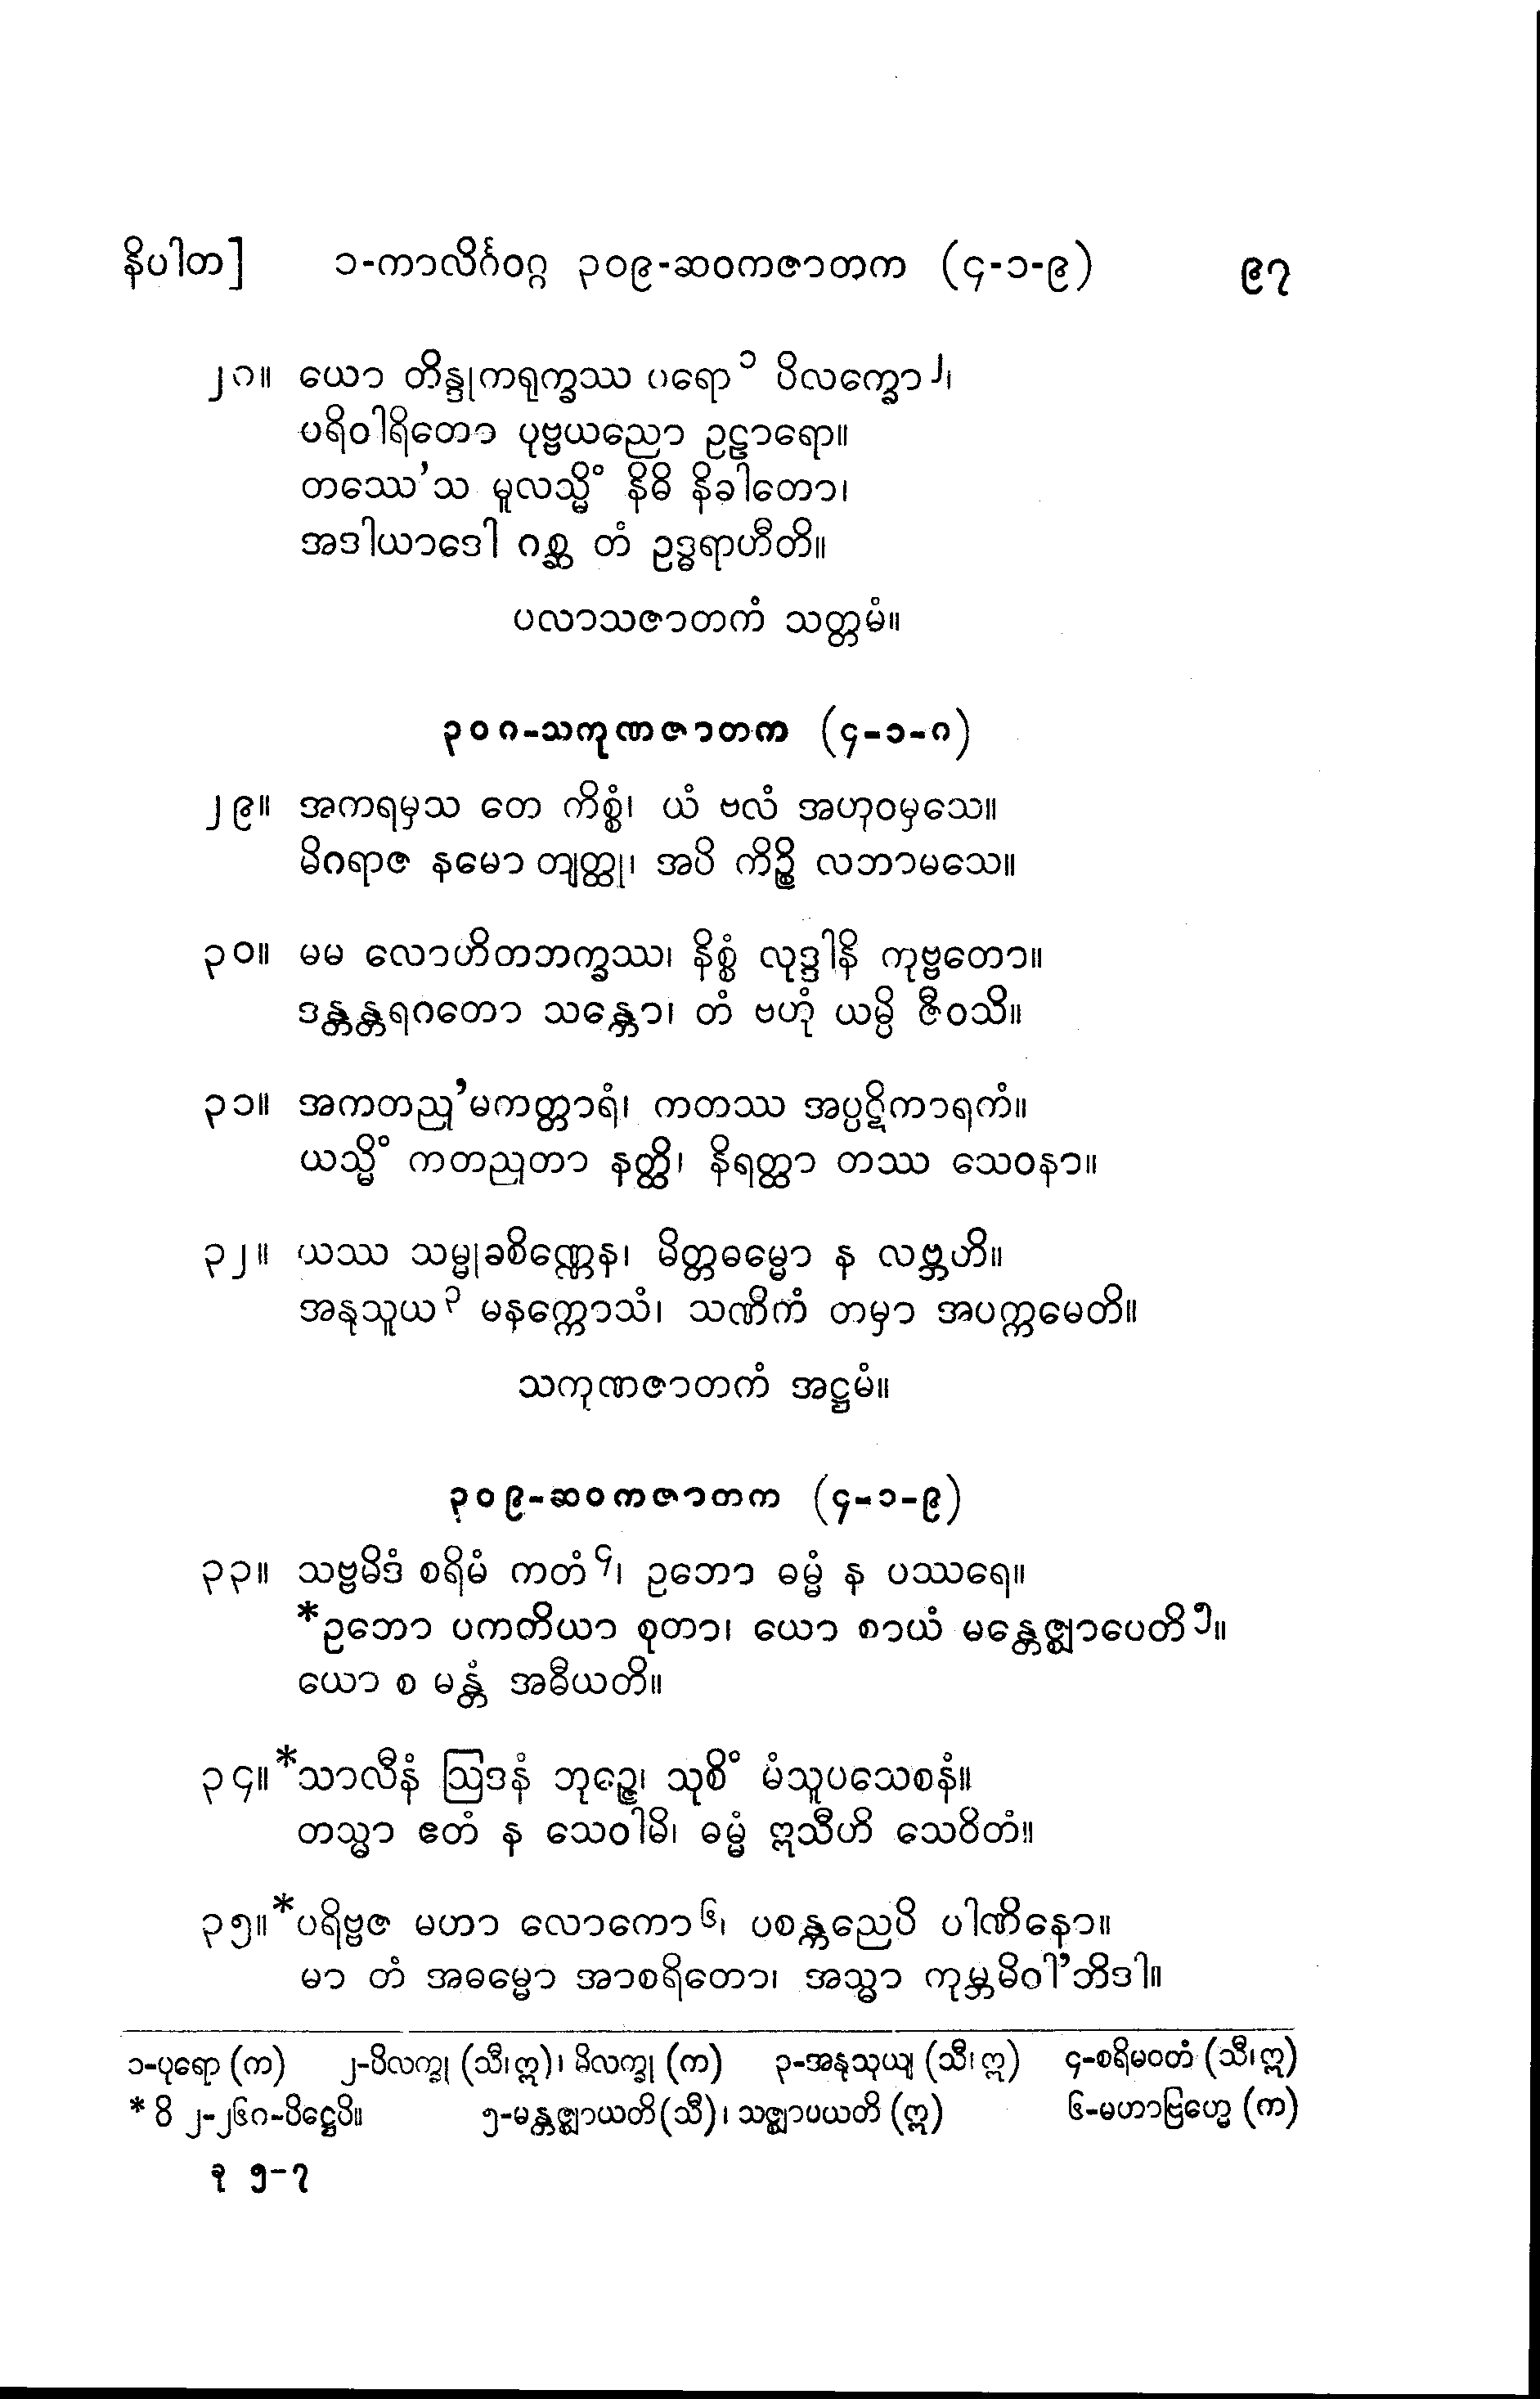 နိပါတ] ၁-ကာလိင်္ဂဝဂ္ဂ ၃၀၉-ဆဝကဇာတက (၄-၁-၉) ၉၇
၂၈။ ယော တိန္ဒုကရုက္ခဿ ပရော၁ ပိလက္ခော၂၊
ပရိဝါရိတော ပုဗ္ဗယညော ဥဠာရော။
တဿေ'သ မူလသ္မိံ နိဓိ နိခါတော၊
အဒါယာဒေါ ဂစ္ဆ တံ ဥဒ္ဓရာဟီတိ။
ပလာသဇာတကံ သတ္တမံ။
၃၀၈-သကုဏဇာတက (၄-၁-၈)
၂၉။ အကရမှသ တေ ကိစ္စံ၊ ယံ ဗလံ အဟုဝမှသေ။
မိဂရာဇ နမော တျတ္ထု၊ အပိ ကိဉ္စိ လဘာမသေ။
၃၀။ မမ လောဟိတဘက္ခဿ၊ နိစ္စံ လုဒ္ဒါနိ ကုဗ္ဗတော။
ဒန္တန္တရဂတော သန္တော၊ တံ ဗဟုံ ယမ္ပိ ဇီဝသိ။
၃၁။ အကတညု'မကတ္တာရံ၊ ကတဿ အပ္ပဋိကာရကံ။
ယသ္မိံ ကတညုတာ နတ္ထိ၊ နိရတ္ထာ တဿ သေဝနာ။
၃၂။ ယဿ သမ္မုခစိဏ္ဏေန၊ မိတ္တဓမ္မော န လဗ္ဘဟိ။
အနုသူယ၃ မနက္ကောသံ၊ သဏိကံ တမှာ အပက္ကမေတိ။
သကုဏဇာတကံ အဋ္ဌမံ။
၃၀၉-ဆဝကဇာတက (၄-၁-၉)
၃၃။ သဗ္ဗမိဒံ စရိမံ ကတံ၄၊ ဥဘော ဓမ္မံ န ပဿရေ။
*ဥဘော ပကတိယာ စုတာ၊ ယော စာယံ မန္တေဇ္ဈာပေတိ၅။
ယော စ မန္တံ အဓီယတိ။
၃၄။ *သာလီနံ ဩဒနံ ဘုဉ္ဇေ၊ သုစိံ မံသူပသေစနံ။
တသ္မာ ဧတံ န သေဝါမိ၊ ဓမ္မံ ဣသီဟိ သေဝိတံ။
၃၅။ *ပရိဗ္ဗဇ မဟာ လောကော၆၊ ပစန္တညေပိ ပါဏိနော။
မာ တံ အဓမ္မော အာစရိတော၊ အသ္မာ ကုမ္ဘမိဝါ'ဘိဒါ။
၁-ပုရော (က) ၂-ပိလက္ခု (သီ၊ဣ)၊ မိလက္ခု (က) ၃-အနုသုယျ (သီ၊ဣ) ၄-စရိမဝတံ (သီ၊ဣ)
* ဝိ ၂-၂၆၈-ပိဋ္ဌေပိ။ ၅-မန္တဇ္ဈာယတိ (သီ)၊ သဇ္ဈာပယတိ (ဣ) ၆-မဟာဗြဟ္မေ (က)
ခု ၅-၇